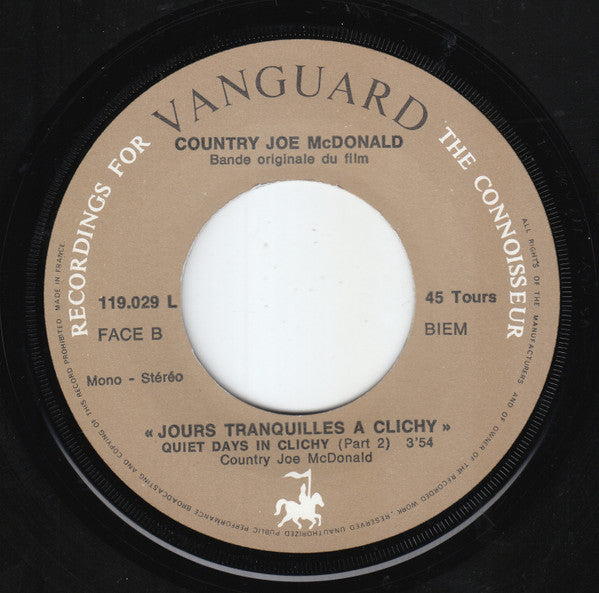 VANGUARD
RECORDINGS FOR THE CONNOISSEUR
COUNTRY JOE McDONALD
Bande originale du film
119.029 L
FACE B
45 Tours
BIEM
Mono - Stéréo
« JOURS TRANQUILLES A CLICHY »
QUIET DAYS IN CLICHY (Part 2) 3'54
Country Joe McDonald
ALL RIGHTS OF THE MANUFACTURERS AND OF OWNER OF THE RECORDED WORK, RESERVED UNAUTHORIZED PUBLIC PERFORMANCE BROADCASTING AND COPYING OF THIS RECORD PROHIBITED MADE IN FRANCE